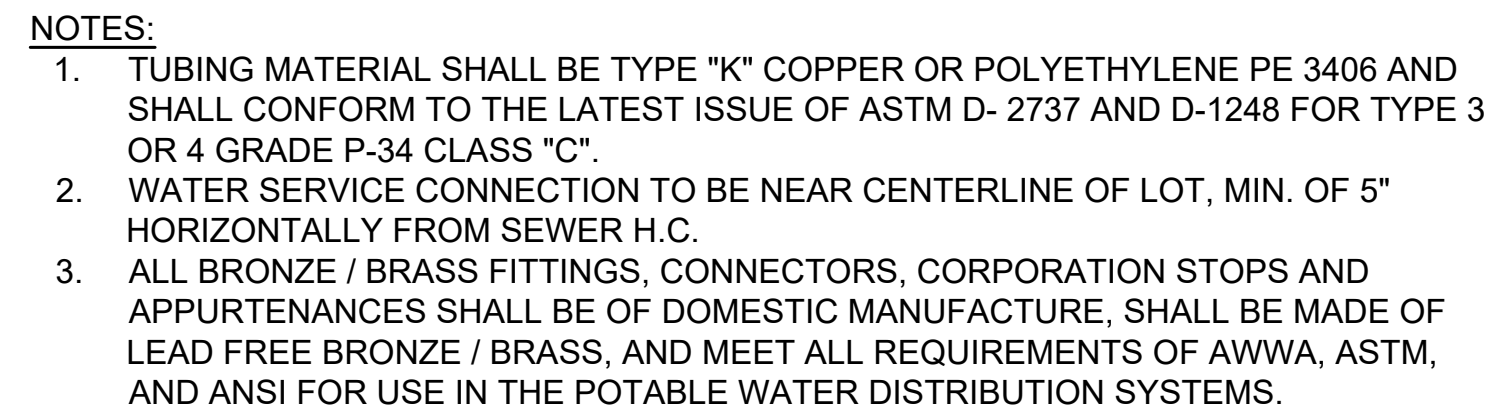 NOTES:
1. TUBING MATERIAL SHALL BE TYPE "K" COPPER OR POLYETHYLENE PE 3406 AND
SHALL CONFORM TO THE LATEST ISSUE OF ASTM D- 2737 AND D-1248 FOR TYPE 3
OR 4 GRADE P-34 CLASS "C".
2. WATER SERVICE CONNECTION TO BE NEAR CENTERLINE OF LOT, MIN. OF 5"
HORIZONTALLY FROM SEWER H.C.
3. ALL BRONZE / BRASS FITTINGS, CONNECTORS, CORPORATION STOPS AND
APPURTENANCES SHALL BE OF DOMESTIC MANUFACTURE, SHALL BE MADE OF
LEAD FREE BRONZE / BRASS, AND MEET ALL REQUIREMENTS OF AWWA, ASTM,
AND ANSI FOR USE IN THE POTABLE WATER DISTRIBUTION SYSTEMS.